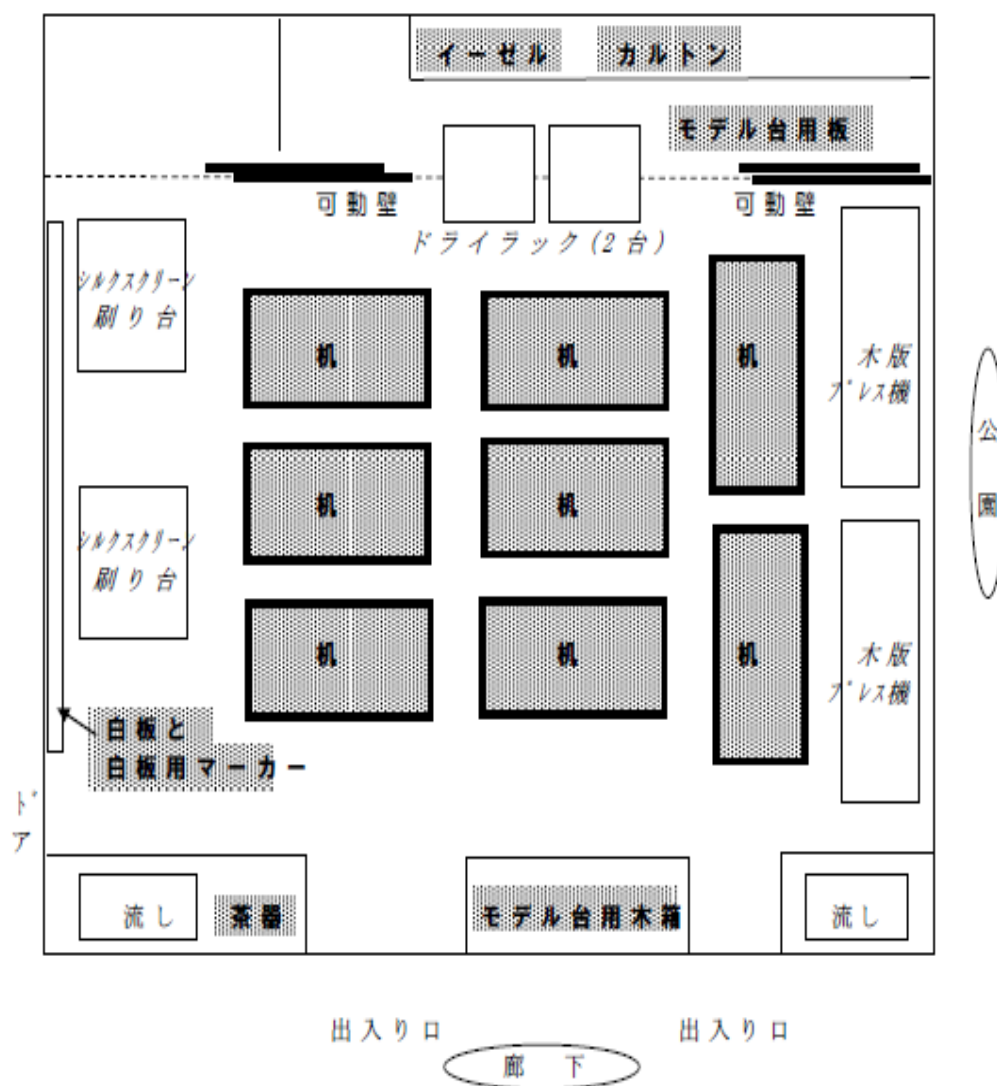 イーゼル カルトン
モデル台用板
可動壁
可動壁
ドライラック(2台)
シルクスクリーン
刷り台
机
机
机
木版
プレス機
公園
シルクスクリーン
刷り台
机
机
机
机
机
木版
プレス機
白板と
白板用マーカー
ドア
流し
茶器
モデル台用木箱
流し
出入り口
出入り口
廊下